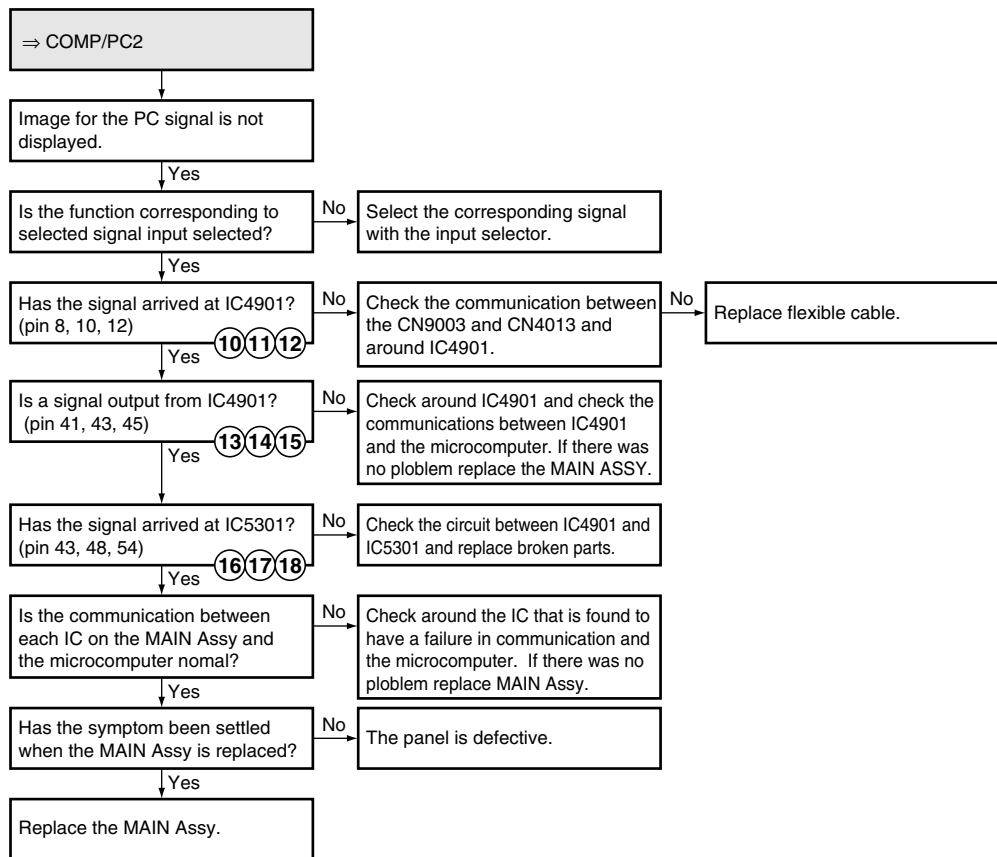 ⇒ COMP/PC2
Image for the PC signal is not
displayed.
Yes
Is the function corresponding to
selected signal input selected?
No
Select the corresponding signal
with the input selector.
Yes
Has the signal arrived at IC4901?
(pin 8, 10, 12)
10 11 12
No
Check the communication between
the CN9003 and CN4013 and
around IC4901.
No
Replace flexible cable.
Yes
Is a signal output from IC4901?
(pin 41, 43, 45)
13 14 15
No
Check around IC4901 and check the
communications between IC4901
and the microcomputer. If there was
no ploblem replace the MAIN ASSY.
Yes
Has the signal arrived at IC5301?
(pin 43, 48, 54)
16 17 18
No
Check the circuit between IC4901 and
IC5301 and replace broken parts.
Yes
Is the communication between
each IC on the MAIN Assy and
the microcomputer nomal?
No
Check around the IC that is found to
have a failure in communication and
the microcomputer. If there was no
ploblem replace MAIN Assy.
Yes
Has the symptom been settled
when the MAIN Assy is replaced?
No
The panel is defective.
Yes
Replace the MAIN Assy.